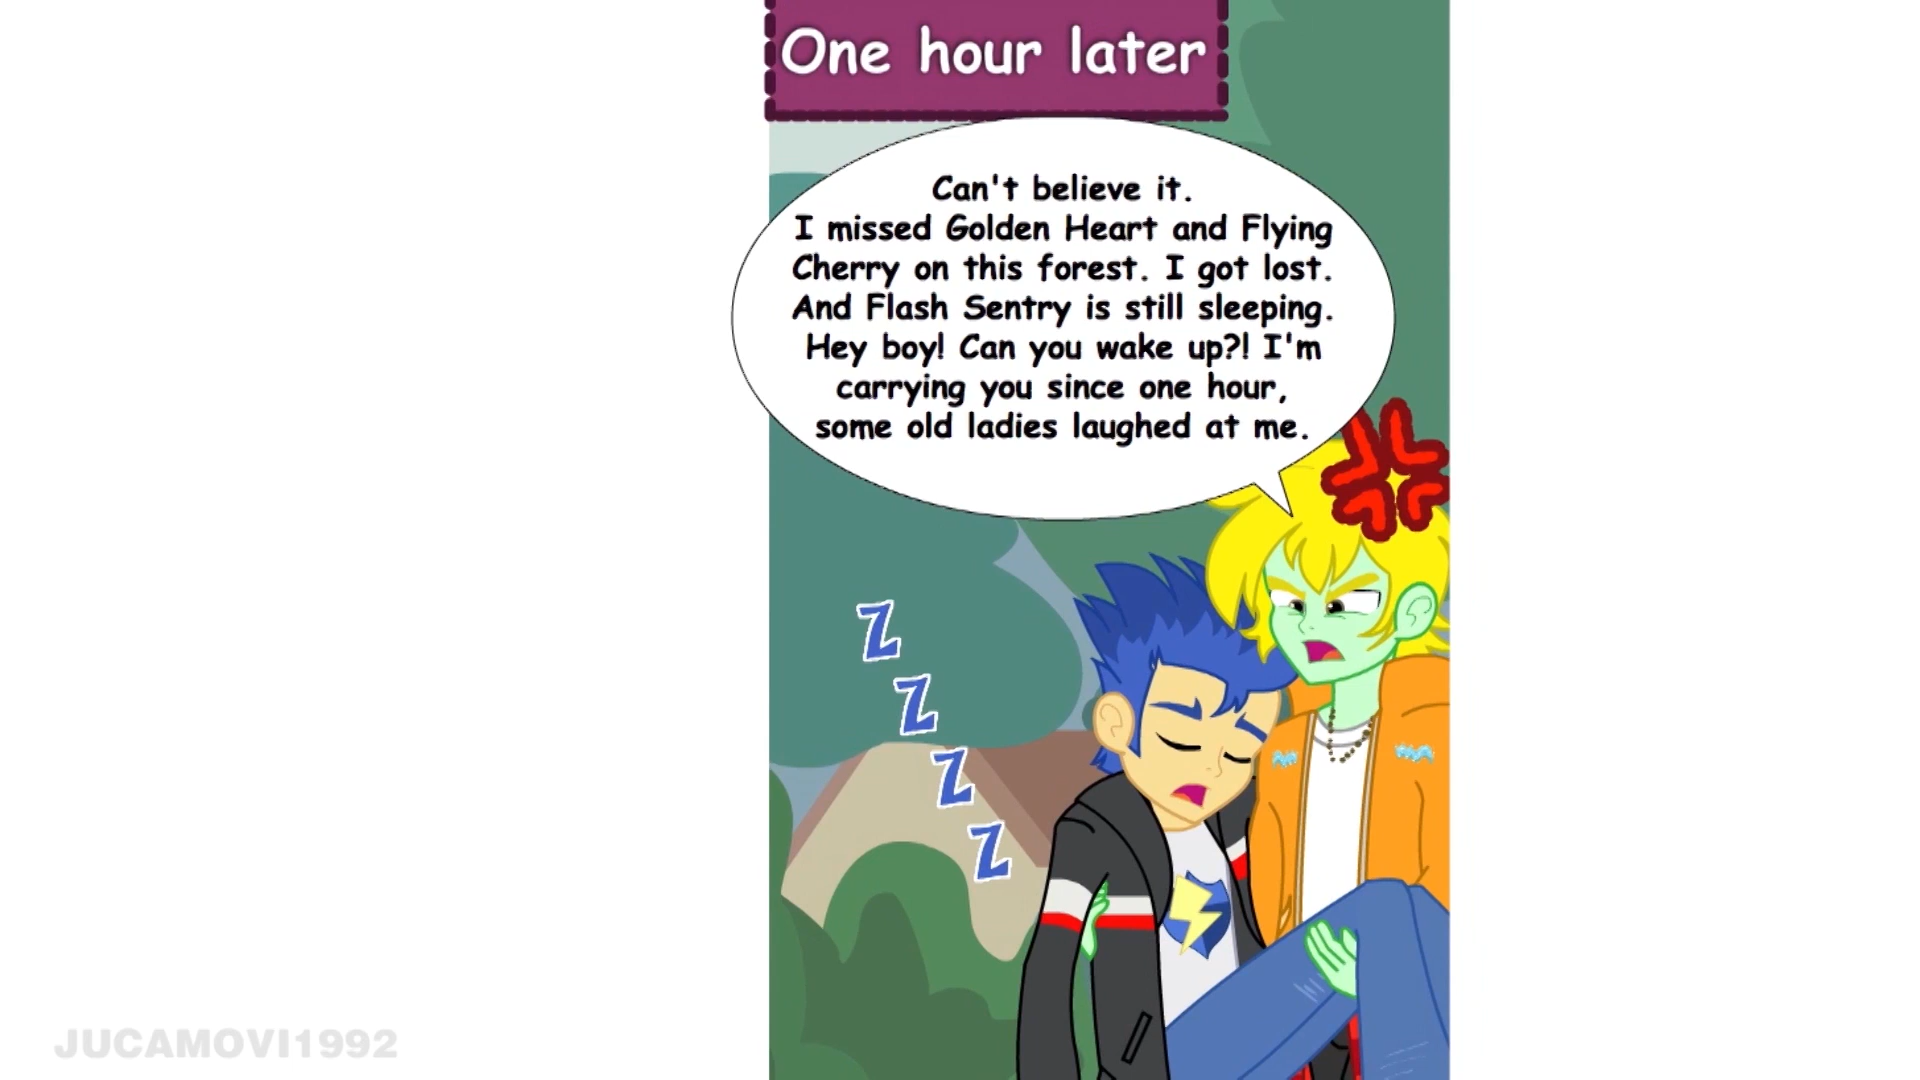 One hour later
Can't believe it.
I missed Golden Heart and Flying
Cherry on this forest. I got lost.
And Flash Sentry is still sleeping.
Hey boy! Can you wake up?! I'm
carrying you since one hour,
some old ladies laughed at me.
Z
Z
Z
Z
JUCAMOVI1992